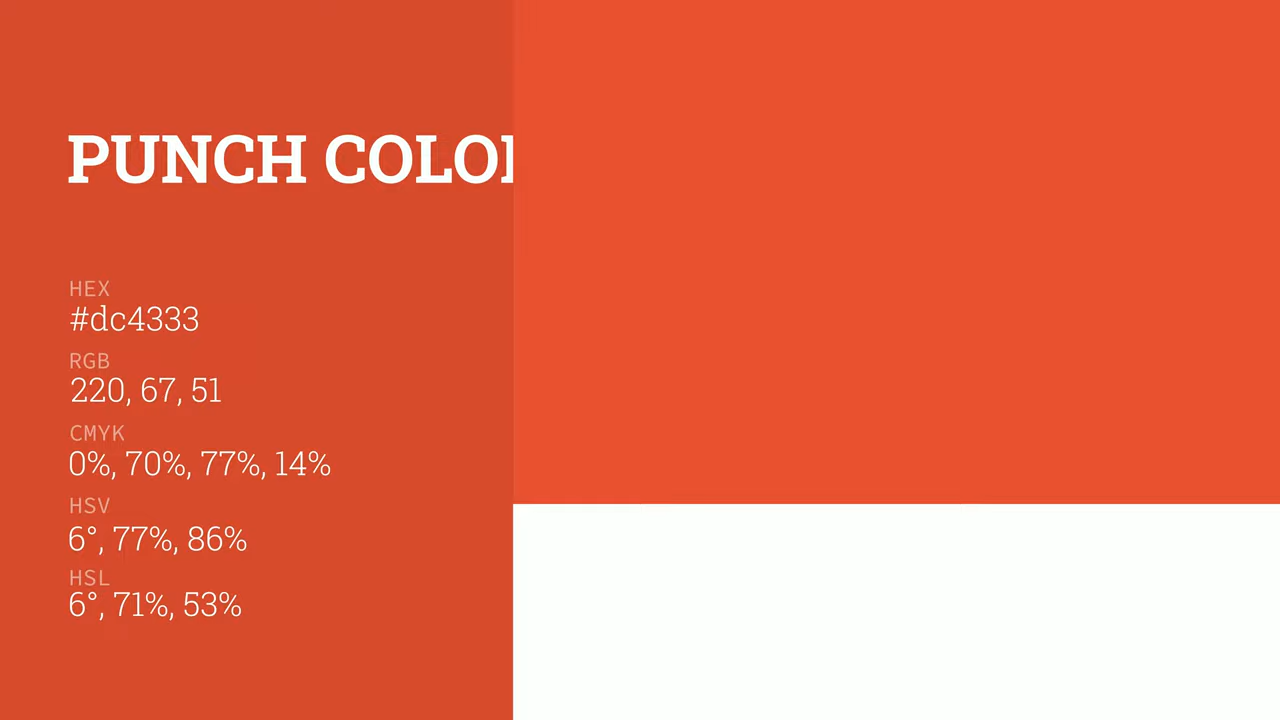 PUNCH COLO
HEX
#dc4333
RGB
220, 67, 51
CMYK
0%, 70%, 77%, 14%
HSV
6°, 77%, 86%
HSL
6°, 71%, 53%